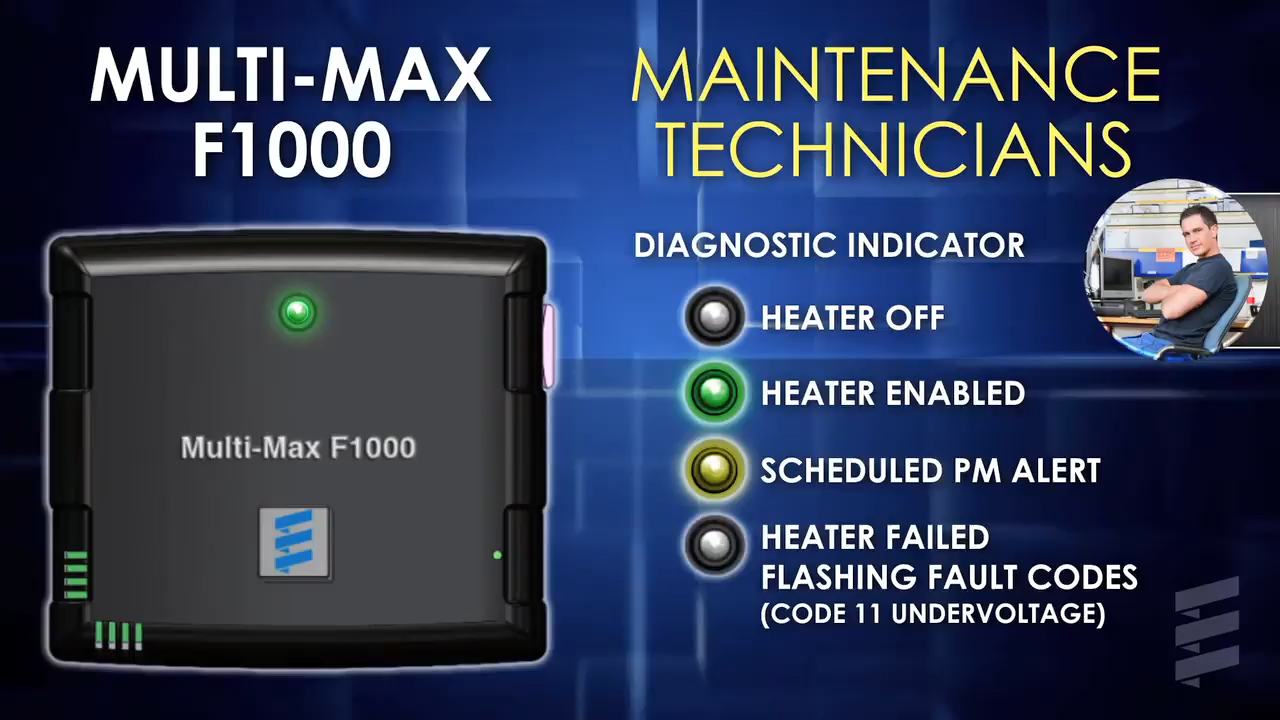 MULTI-MAX
F1000
MAINTENANCE
TECHNICIANS
DIAGNOSTIC INDICATOR
HEATER OFF
HEATER ENABLED
SCHEDULED PM ALERT
HEATER FAILED
FLASHING FAULT CODES
(CODE 11 UNDERVOLTAGE)
Multi-Max F1000